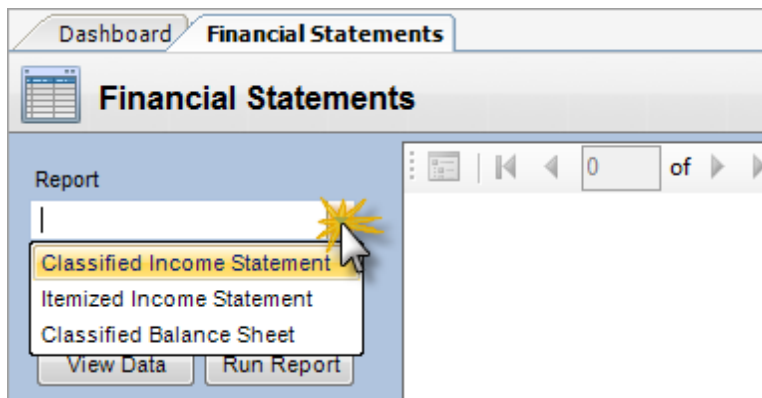 Dashboard Financial Statements
Financial Statements
Report
0 of
Classified Income Statement
Itemized Income Statement
Classified Balance Sheet
View Data Run Report